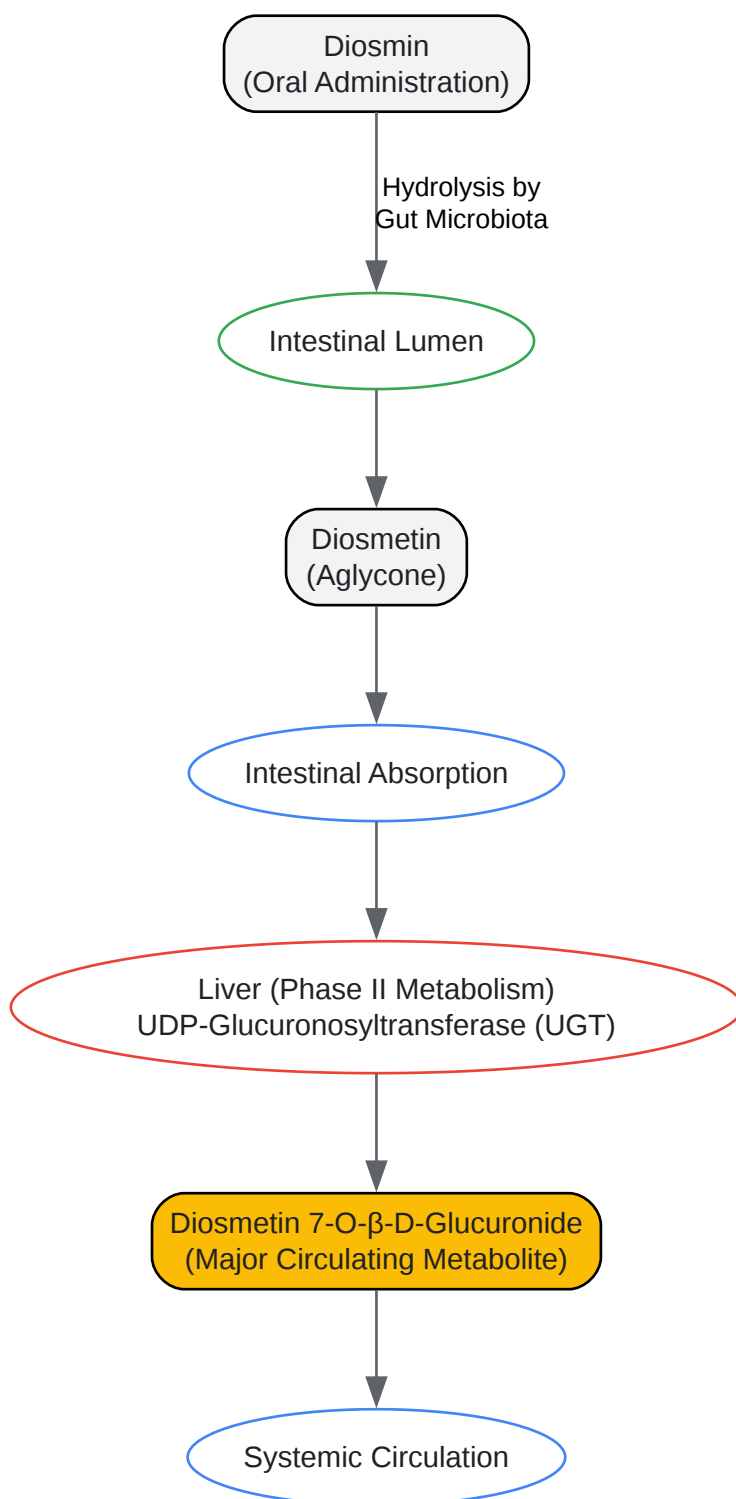 Diosmin
(Oral Administration)
Hydrolysis by
Gut Microbiota
Intestinal Lumen
Diosmetin
(Aglycone)
Intestinal Absorption
Liver (Phase II Metabolism)
UDP-Glucuronosyltransferase (UGT)
Diosmetin 7-O-β-D-Glucuronide
(Major Circulating Metabolite)
Systemic Circulation